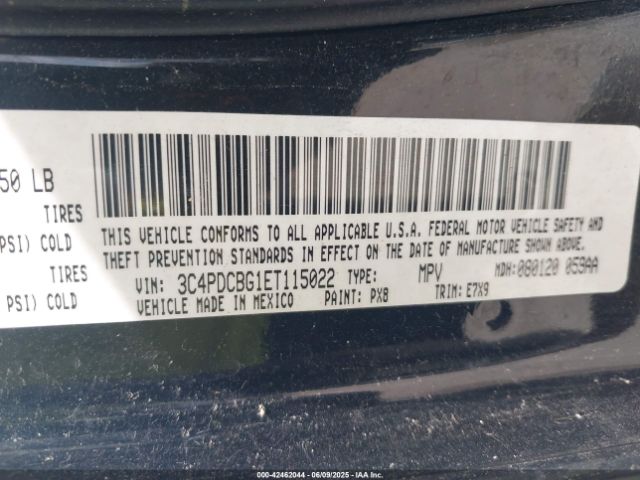 50 LB
TIRES
PSI) COLD
TIRES
PSI) COLD
THIS VEHICLE CONFORMS TO ALL APPLICABLE U.S.A. FEDERAL MOTOR VEHICLE SAFETY AND
THEFT PREVENTION STANDARDS IN EFFECT ON THE DATE OF MANUFACTURE SHOWN ABOVE.
VIN: 3C4PDCBG1ET115022 TYPE: MPV MDH: 080120 059AA
VEHICLE MADE IN MEXICO PAINT: PX8 TRIM: E7X9
000-42462044 - 06/09/2025 - IAAI.COM